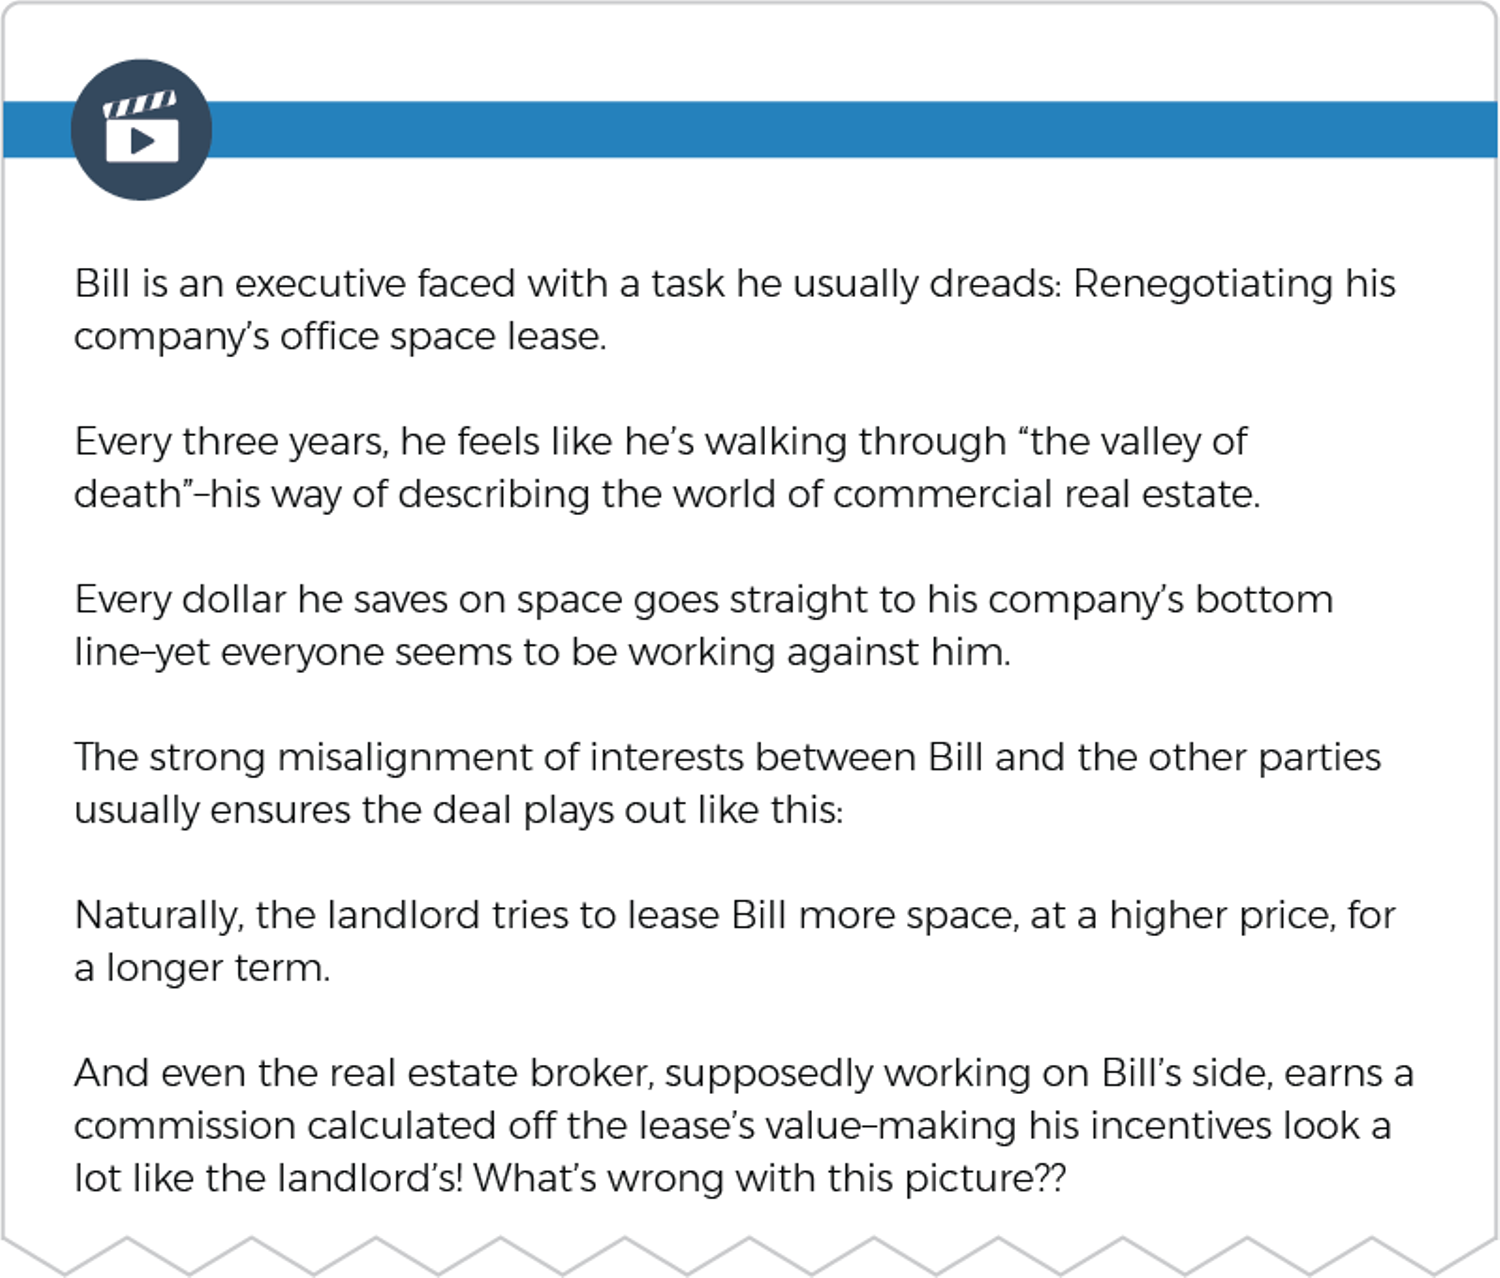 Bill is an executive faced with a task he usually dreads: Renegotiating his
company’s office space lease.
Every three years, he feels like he’s walking through “the valley of
death”–his way of describing the world of commercial real estate.
Every dollar he saves on space goes straight to his company’s bottom
line–yet everyone seems to be working against him.
The strong misalignment of interests between Bill and the other parties
usually ensures the deal plays out like this:
Naturally, the landlord tries to lease Bill more space, at a higher price, for
a longer term.
And even the real estate broker, supposedly working on Bill’s side, earns a
commission calculated off the lease’s value–making his incentives look a
lot like the landlord’s! What’s wrong with this picture??